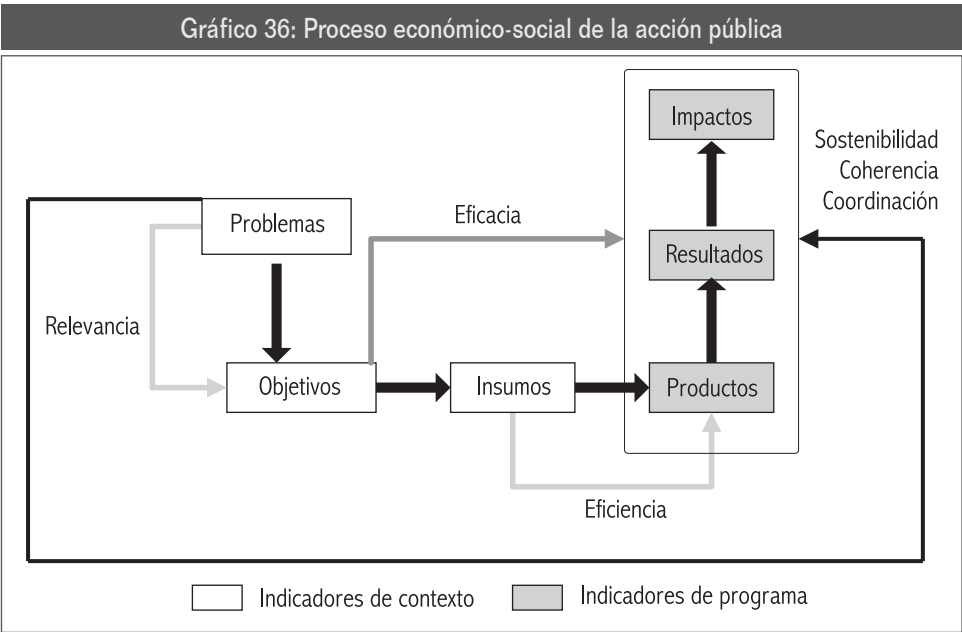 Gráfico 36: Proceso económico-social de la acción pública
Impactos
Sostenibilidad
Coherencia
Coordinación
Problemas
Eficacia
Resultados
Relevancia
Objetivos
Insumos
Productos
Eficiencia
Indicadores de contexto
Indicadores de programa